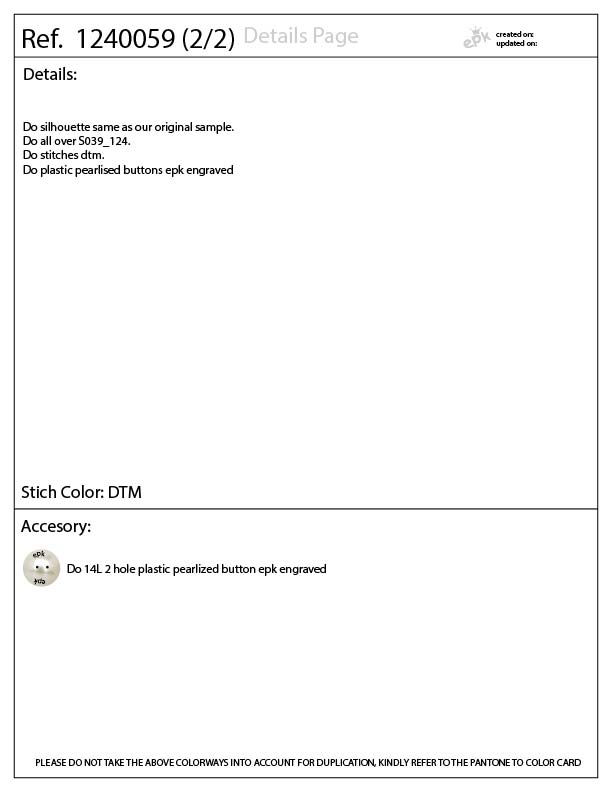 Ref. 1240059 (2/2) Details Page
epk
created on:
updated on:
Details:
Do silhouette same as our original sample.
Do all over S039_124.
Do stitches dtm.
Do plastic pearlised buttons epk engraved
Stich Color: DTM
Accesory:
epk
epk
Do 14L 2 hole plastic pearlized button epk engraved
PLEASE DO NOT TAKE THE ABOVE COLORWAYS INTO ACCOUNT FOR DUPLICATION, KINDLY REFER TO THE PANTONE TO COLOR CARD